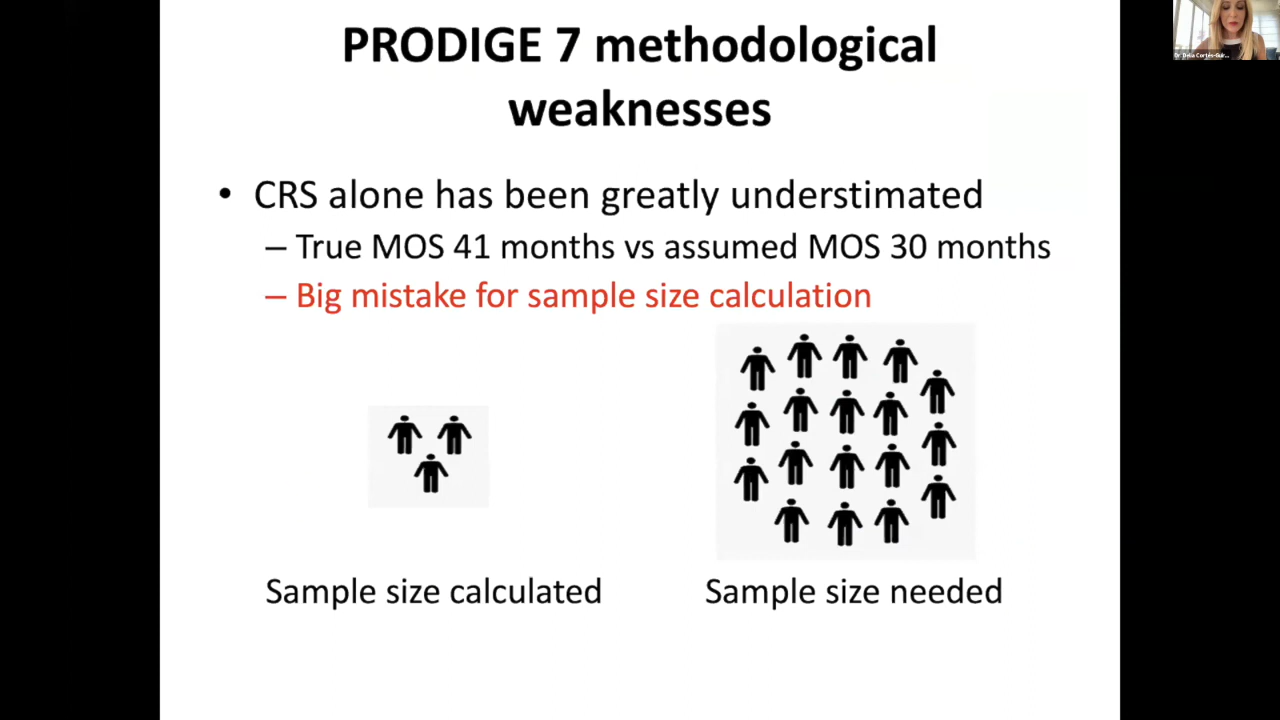 PRODIGE 7 methodological
weaknesses
• CRS alone has been greatly understimated
– True MOS 41 months vs assumed MOS 30 months
– Big mistake for sample size calculation
Sample size calculated
Sample size needed